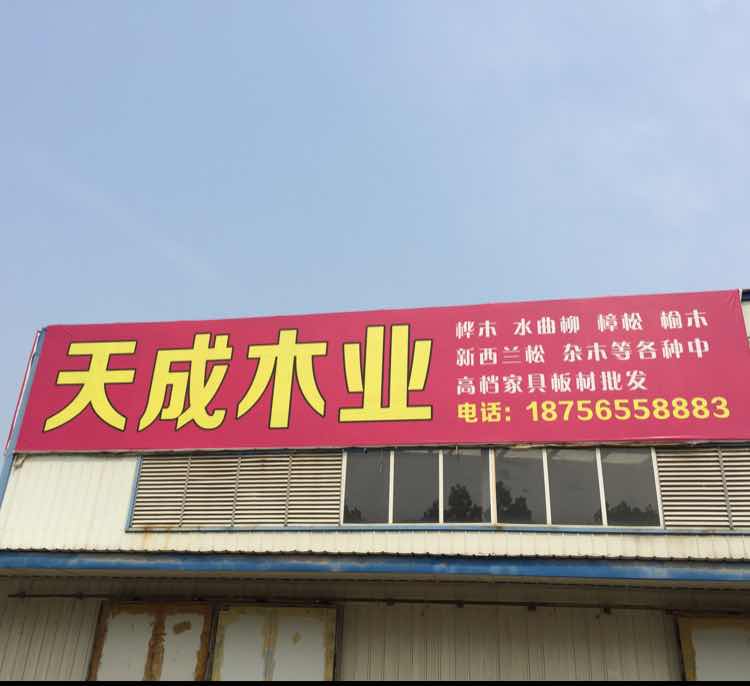 天成木业
桦木 水曲柳 樟松 榆木
新西兰松 杂木等各种中
高档家具板材批发
电话：18756558883